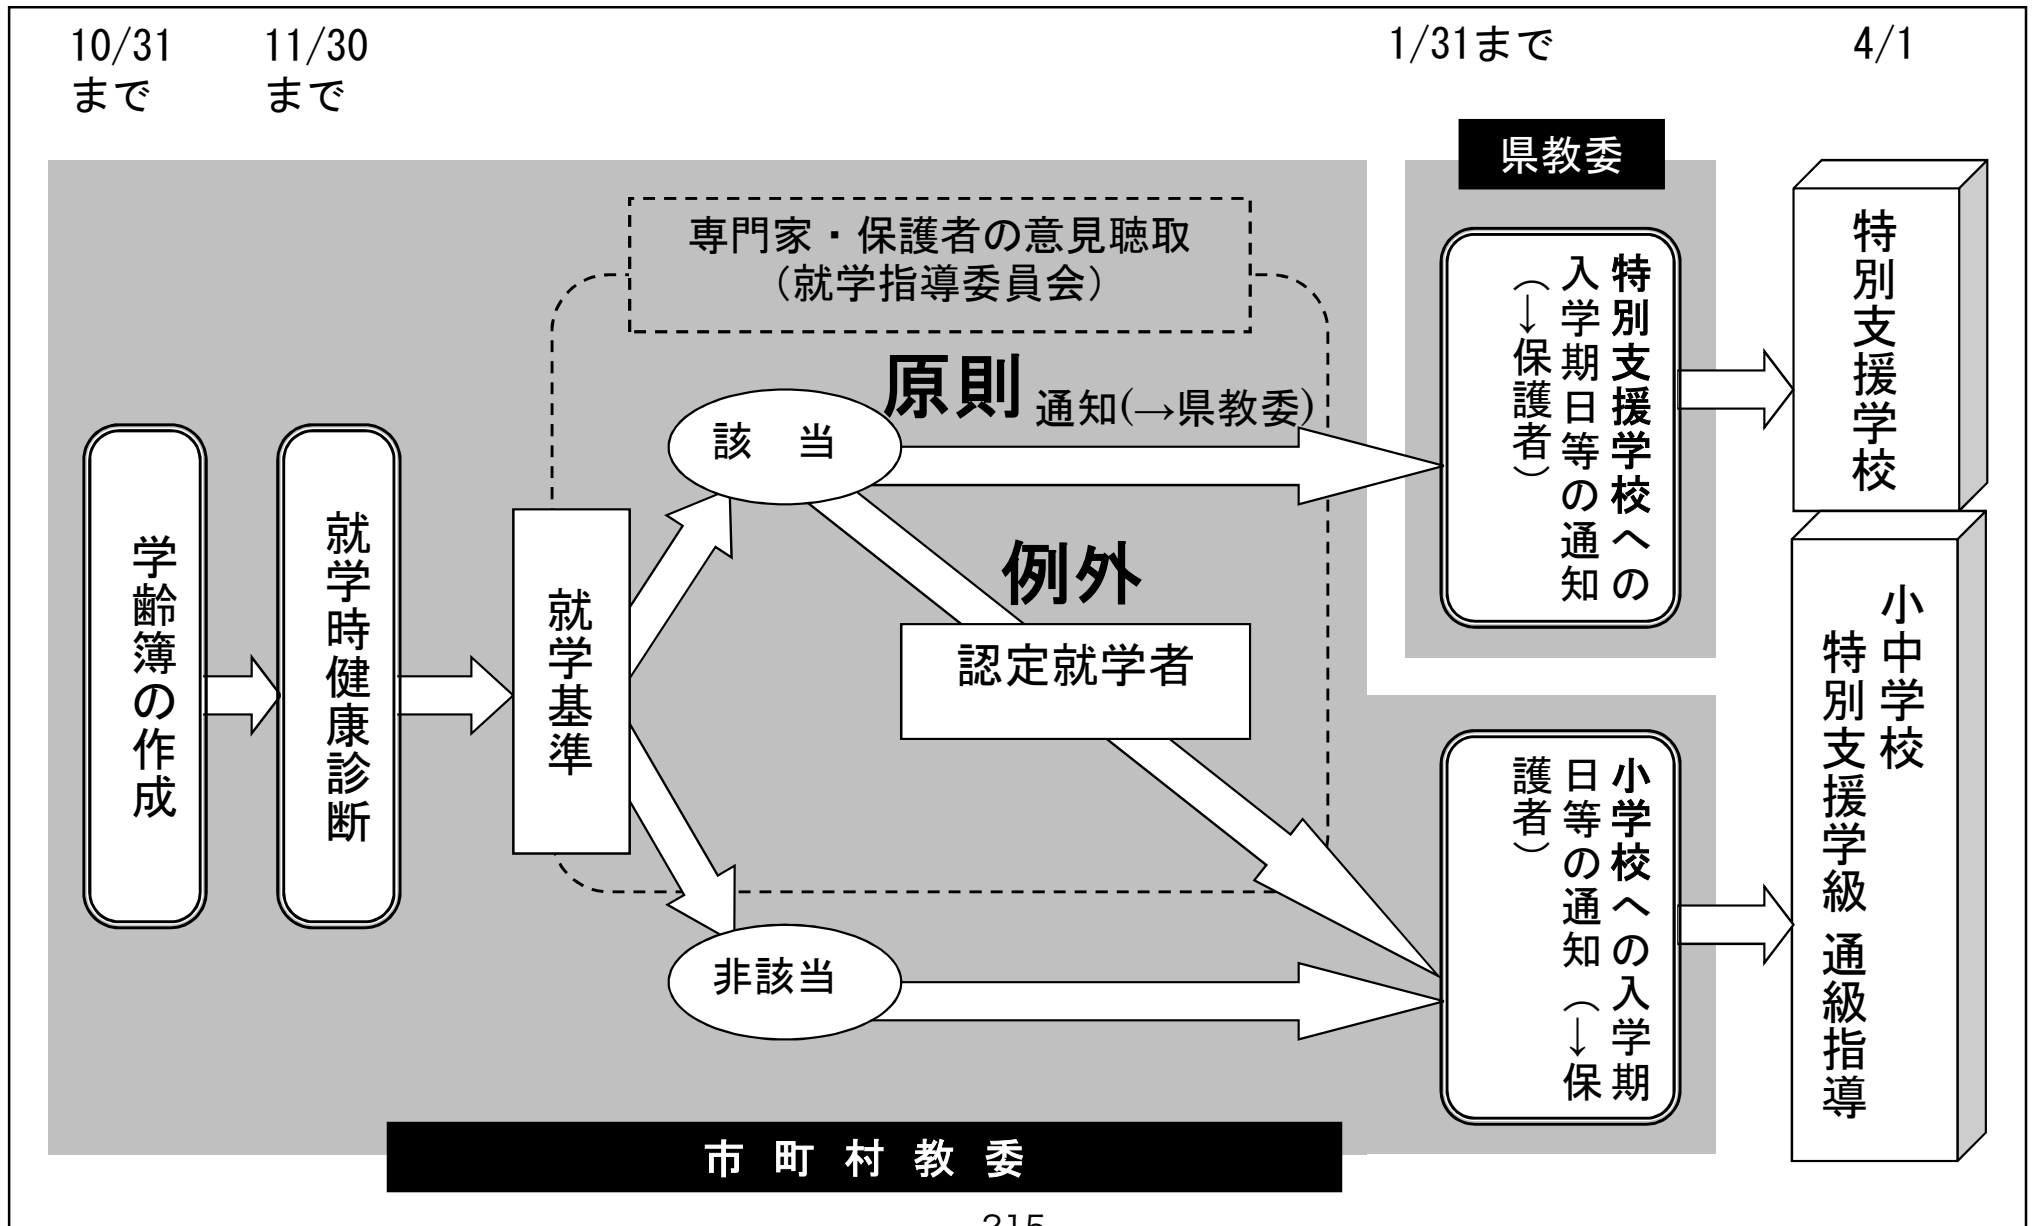 10/31
まで
11/30
まで
1/31まで
4/1
県教委
専門家・保護者の意見聴取
（就学指導委員会）
原則
通知(→県教委)
該　当
例外
認定就学者
学齢簿の作成
就学時健康診断
就学基準
非該当
特別支援学校への
入学期日等の通知
（→保護者）
小学校への入学期
日等の通知（→保
護者）
特別支援学校
小中学校
特別支援学級 通級指導
市 町 村 教 委
215